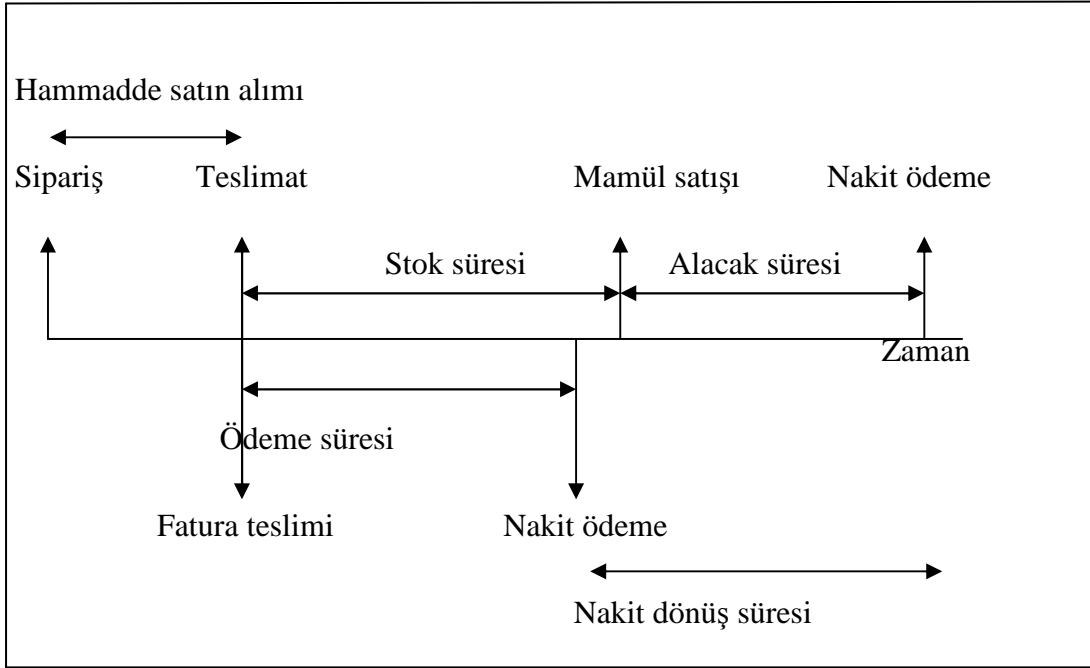 Hammadde satın alımı
Sipariş Teslimat Mamül satışı Nakit ödeme
Stok süresi Alacak süresi
Zaman
Ödeme süresi
Fatura teslimi Nakit ödeme
Nakit dönüş süresi